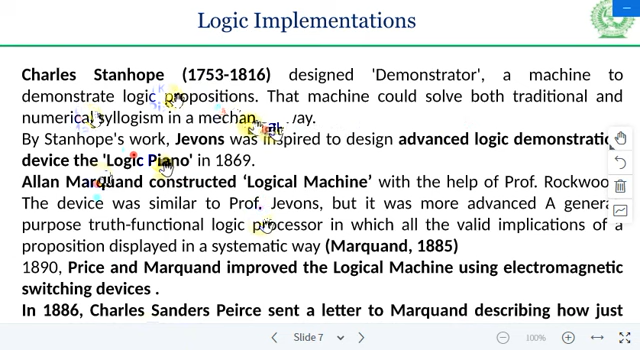 Logic Implementations
Charles Stanhope (1753-1816) designed 'Demonstrator', a machine to
demonstrate logic propositions. That machine could solve both traditional and
numerical syllogism in a mechan
By Stanhope's work, Jevons was inspired to design advanced logic demonstratio
device the 'Logic Piano' in 1869.
Allan Marquand constructed ‘Logical Machine’ with the help of Prof. Rockwoo
The device was similar to Prof. Jevons, but it was more advanced A genera
purpose truth-functional logic processor in which all the valid implications of a
proposition displayed in a systematic way (Marquand, 1885)
1890, Price and Marquand improved the Logical Machine using electromagnetic
switching devices .
In 1886, Charles Sanders Peirce sent a letter to Marquand describing how just
Slide 7
100%